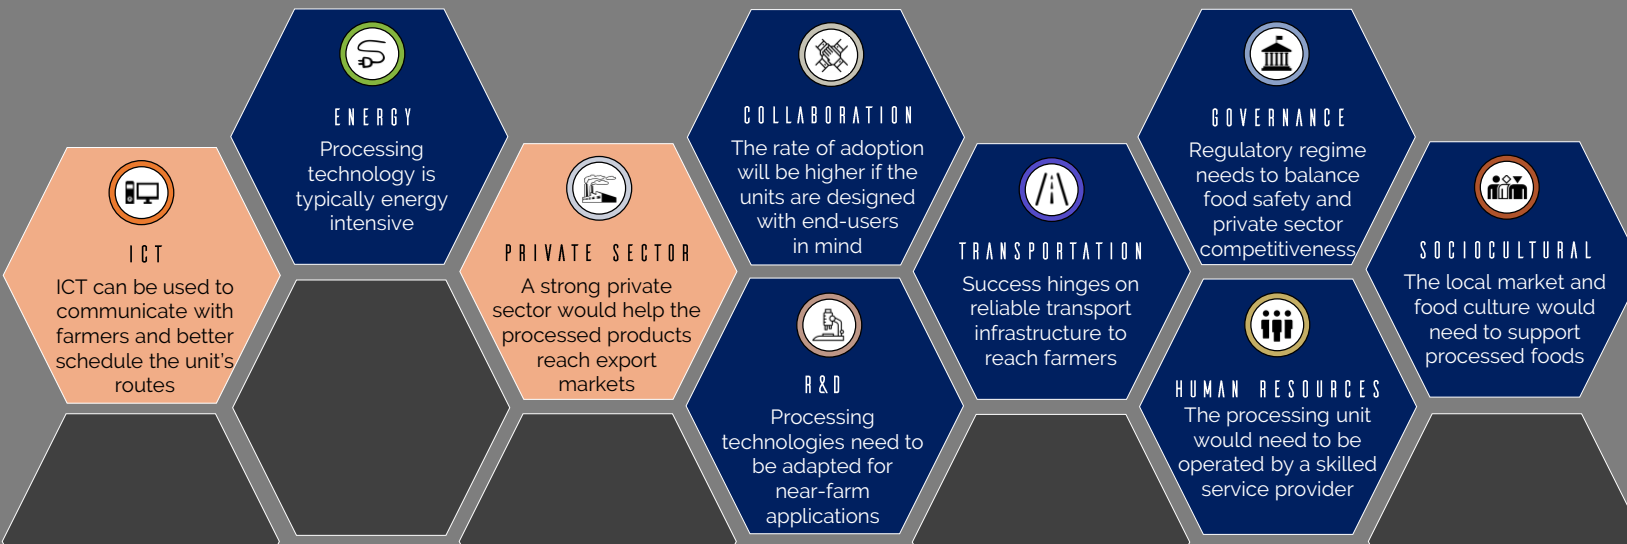 ENERGY
Processing
technology is
typically energy
intensive
COLLABORATION
The rate of adoption
will be higher if the
units are designed
with end-users
in mind
GOVERNANCE
Regulatory regime
needs to balance
food safety and
private sector
competitiveness
ICT
ICT can be used to
communicate with
farmers and better
schedule the unit's
routes
PRIVATE SECTOR
A strong private
sector would help the
processed products
reach export
markets
TRANSPORTATION
Success hinges on
reliable transport
infrastructure to
reach farmers
SOCIOCULTURAL
The local market and
food culture would
need to support
processed foods
R&D
Processing
technologies need to
be adapted for
near-farm
applications
HUMAN RESOURCES
The processing unit
would need to be
operated by a skilled
service provider